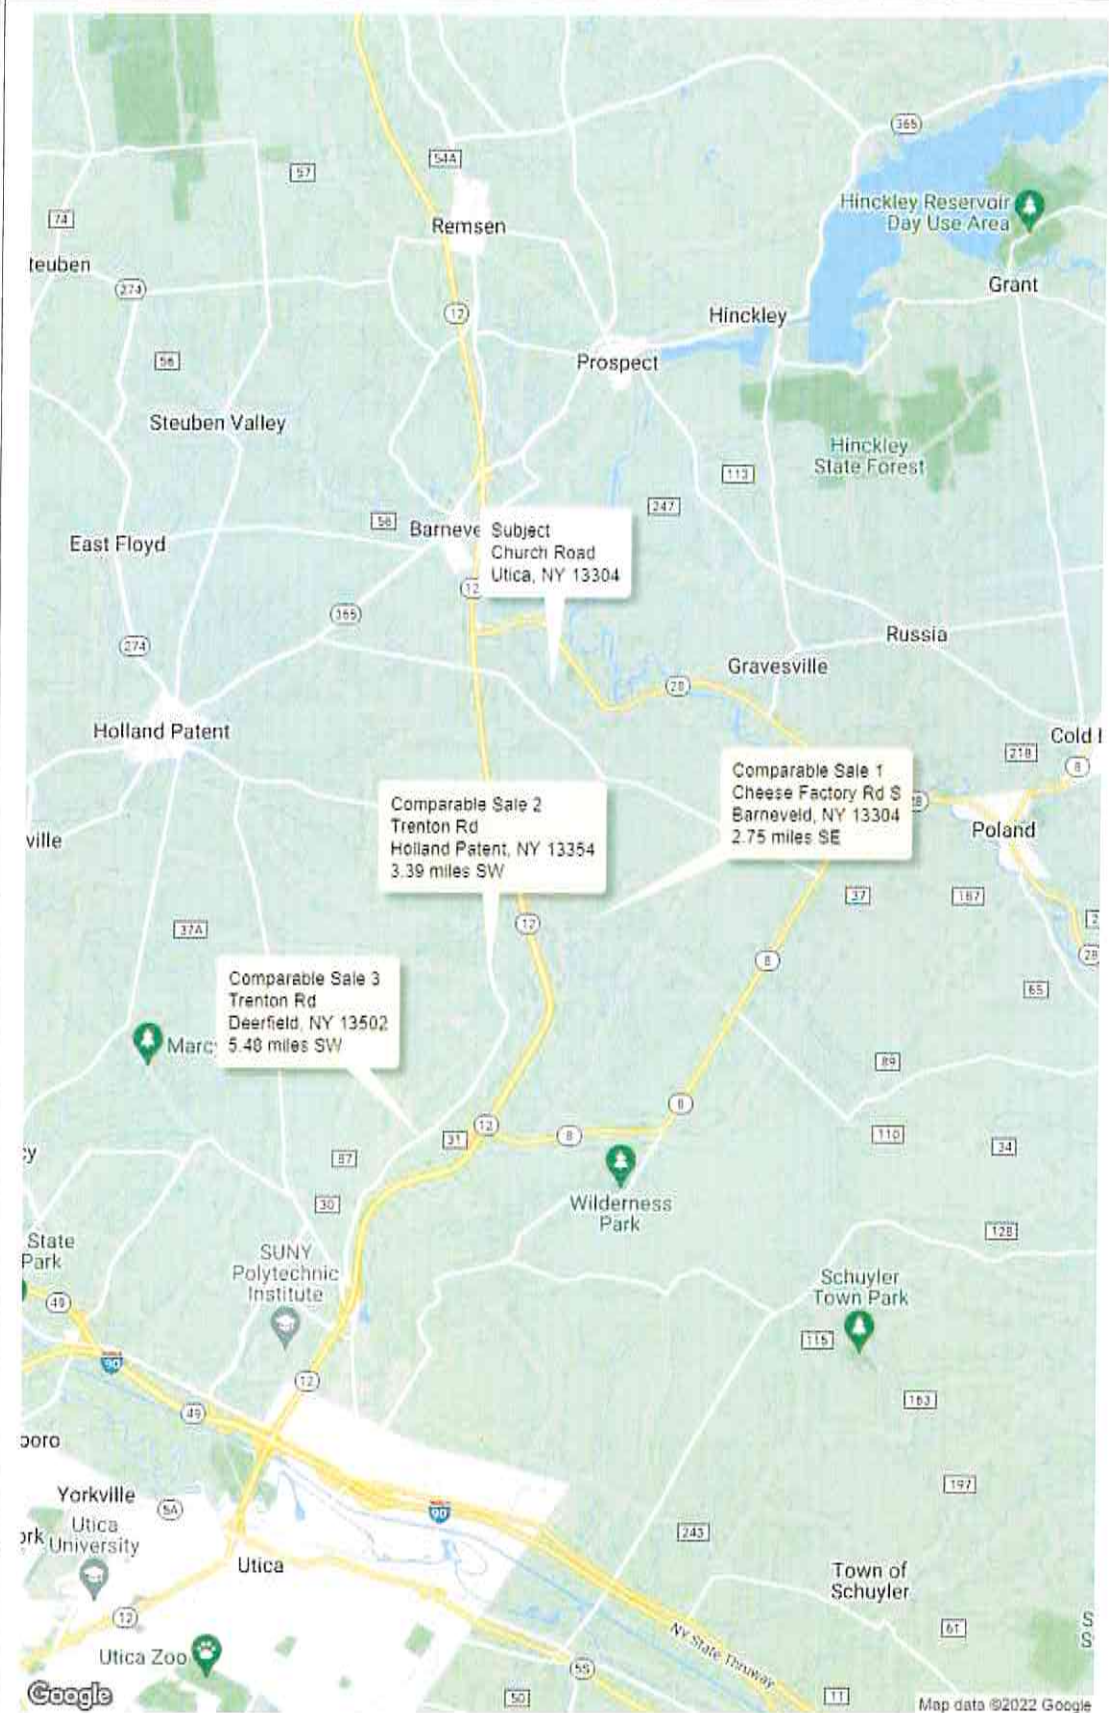 365
54A
57
Hinckley Reservoir
Day Use Area
74
Remsen
teuben
274
Grant
12
Hinckley
56
Prospect
Steuben Valley
Hinckley
State Forest
113
247
56
Barneve
East Floyd
Subject
Church Road
Utica, NY 13304
12
365
274
Russia
Gravesville
28
Holland Patent
Cold
218
8
Comparable Sale 1
Cheese Factory Rd S
Barneveld, NY 13304
2.75 miles SE
Comparable Sale 2
Trenton Rd
Holland Patent, NY 13354
3.39 miles SW
28
Poland
ville
37
187
12
37A
8
28
Comparable Sale 3
Trenton Rd
Deerfield, NY 13502
5.48 miles SW
65
Marc
89
8
12
31
8
110
34
cy
87
Wilderness
Park
30
128
State
Park
SUNY
Polytechnic
Institute
Schuyler
Town Park
49
115
90
12
163
49
boro
Yorkville
5A
197
90
ork
Utica
University
243
Utica
Town of
Schuyler
12
61
S
S
NY State Thruway
Utica Zoo
5S
Google
50
11
Map data ©2022 Google